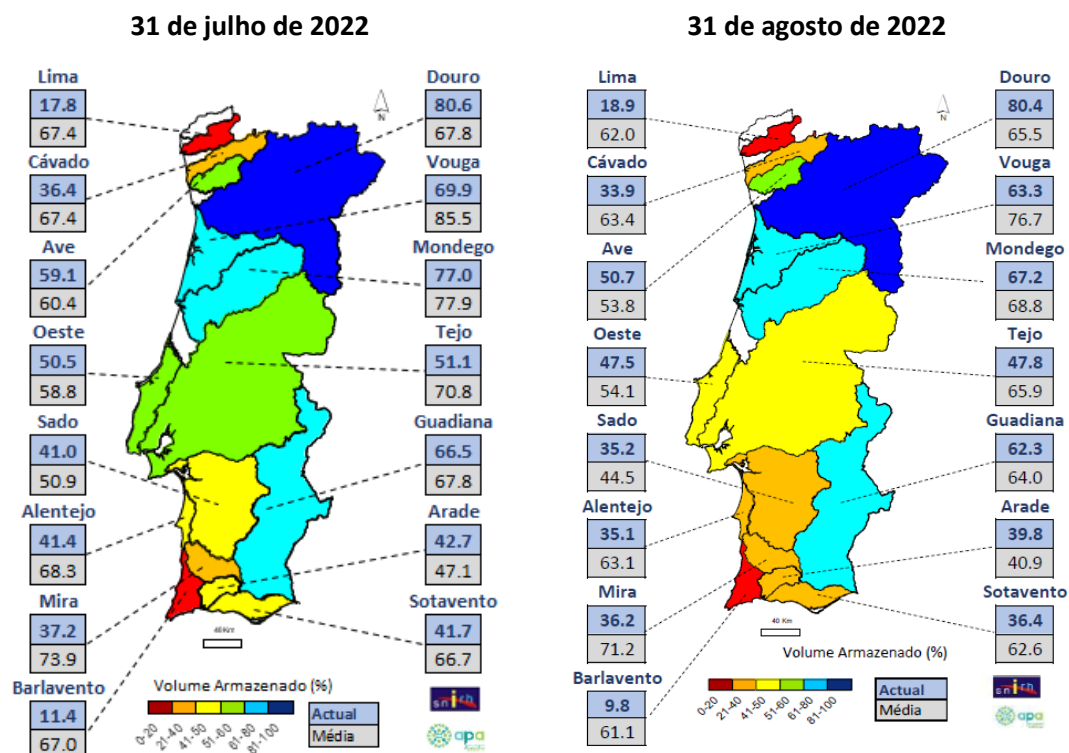 31 de julho de 2022
Lima
17.8
67.4
Cávado
36.4
67.4
Ave
59.1
60.4
Oeste
50.5
58.8
Sado
41.0
50.9
Alentejo
41.4
68.3
Mira
37.2
73.9
Barlavento
11.4
67.0
Douro
80.6
67.8
Vouga
69.9
85.5
Mondego
77.0
77.9
Tejo
51.1
70.8
Guadiana
66.5
67.8
Arade
42.7
47.1
Sotavento
41.7
66.7
N
40 Km
Volume Armazenado (%)
0-20
21-40
41-50
51-60
61-80
81-100
Actual
Média
snirh
apa
31 de agosto de 2022
Lima
18.9
62.0
Cávado
33.9
63.4
Ave
50.7
53.8
Oeste
47.5
54.1
Sado
35.2
44.5
Alentejo
35.1
63.1
Mira
36.2
71.2
Barlavento
9.8
61.1
Douro
80.4
65.5
Vouga
63.3
76.7
Mondego
67.2
68.8
Tejo
47.8
65.9
Guadiana
62.3
64.0
Arade
39.8
40.9
Sotavento
36.4
62.6
N
40 Km
Volume Armazenado (%)
0-20
21-40
41-50
51-60
61-80
81-100
Actual
Média
snirh
apa